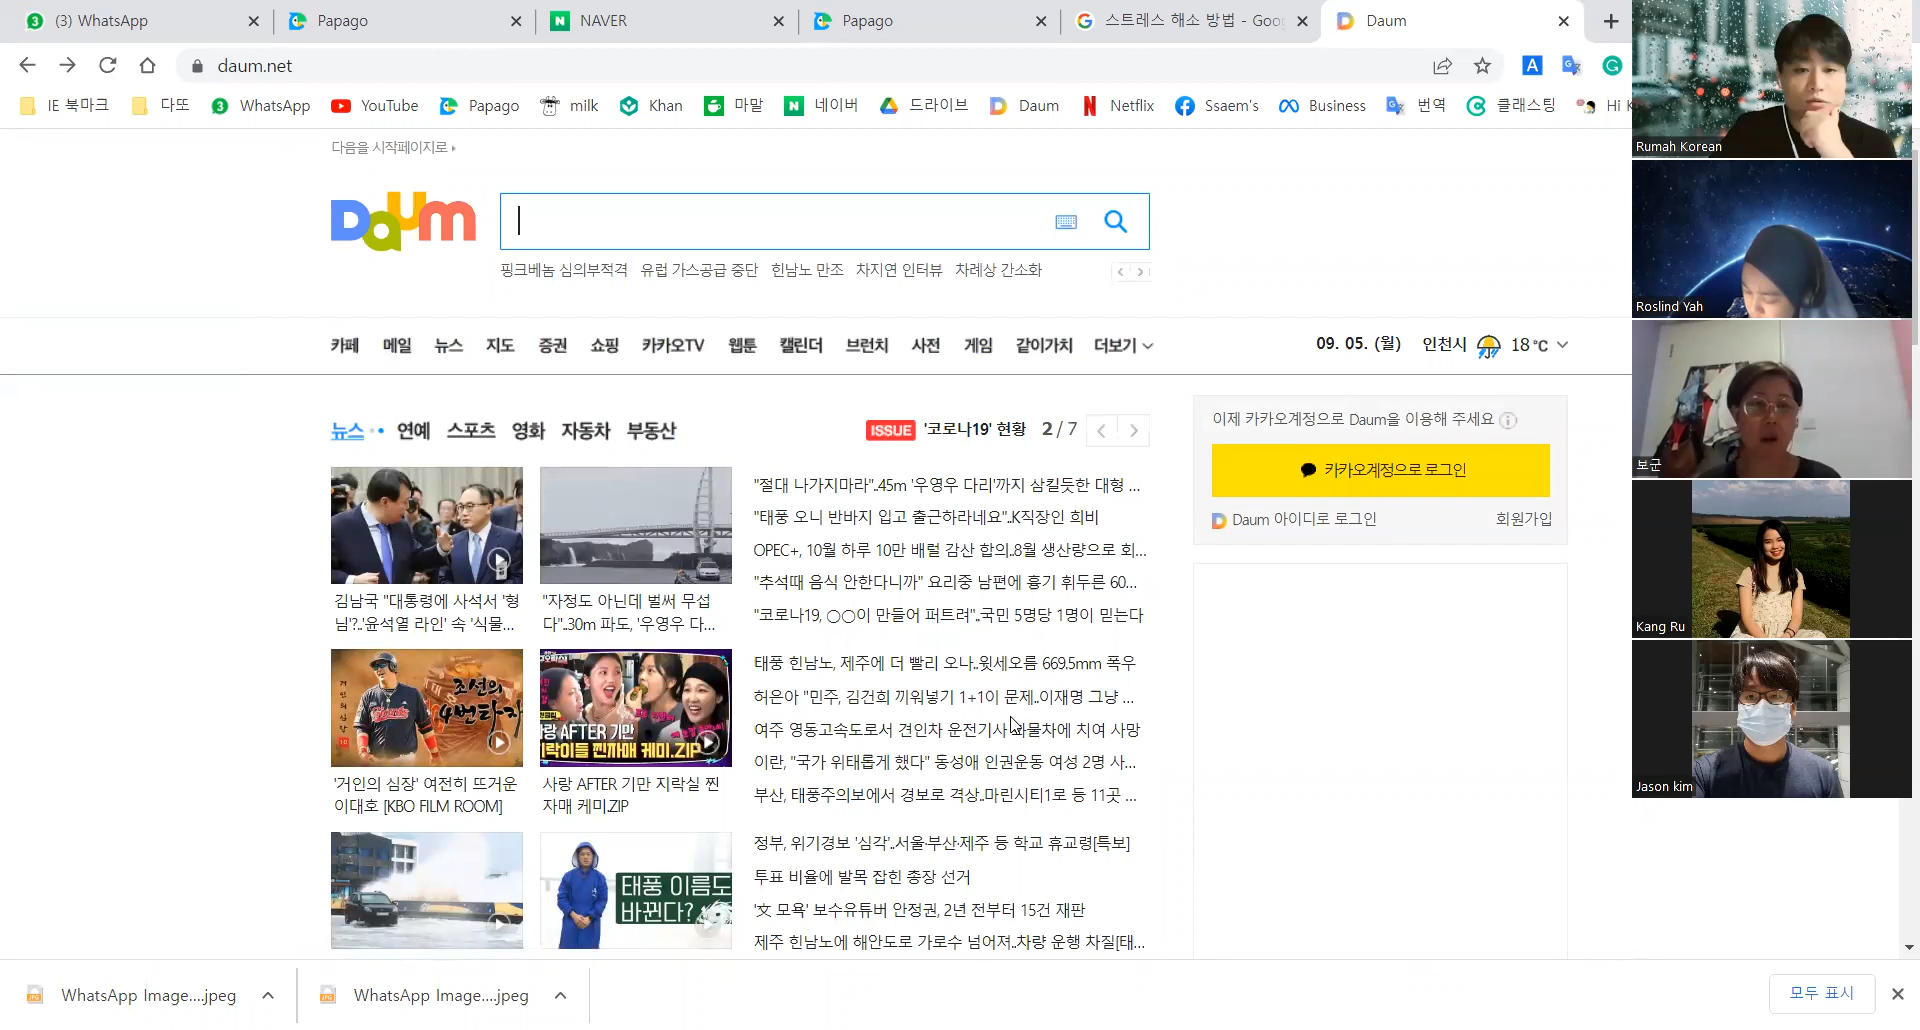 (3) WhatsApp
Papago
NAVER
Papago
스트레스 해소 방법 - Goo
Daum
daum.net
IE 북마크
다또
WhatsApp
YouTube
Papago
milk
Khan
마말
네이버
드라이브
Daum
Netflix
Ssaem's
Business
번역
클래스팅
Hi K
다음을 시작페이지로
Daum
핑크베놈 심의부적격 유럽 가스공급 중단 힌남노 만조 차지연 인터뷰 차례상 간소화
카페 메일 뉴스 지도 증권 쇼핑 카카오TV 웹툰 캘린더 브런치 사전 게임 같이가치 더보기
09. 05. (월) 인천시 18℃
뉴스 연예 스포츠 영화 자동차 부동산
ISSUE '코로나19' 현황 2 / 7
김남국 "대통령에 사석서 '형
님'?..'윤석열 라인' 속 '식물...
"자정도 아닌데 벌써 무섭
다"..30m 파도, '우영우 다...
"절대 나가지마라"..45m '우영우 다리'까지 삼킬듯한 대형 ...
"태풍 오니 반바지 입고 출근하라네요"..K직장인 희비
OPEC+, 10월 하루 10만 배럴 감산 합의..8월 생산량으로 회...
"추석때 음식 안한다니까" 요리중 남편에 흉기 휘두른 60...
"코로나19, ○○이 만들어 퍼트려"..국민 5명당 1명이 믿는다
조선의
4번타자
Giants
랑 AFTER 기만
지락이들 찐자매 케미.ZIP
'거인의 심장' 여전히 뜨거운
이대호 [KBO FILM ROOM]
사랑 AFTER 기만 지락실 찐
자매 케미.ZIP
태풍 힌남노, 제주에 더 빨리 오나..윗세오름 669.5mm 폭우
허은아 "민주, 김건희 끼워넣기 1+1이 문제..이재명 그냥 ...
여주 영동고속도로서 견인차 운전기사 화물차에 치여 사망
이란, "국가 위태롭게 했다" 동성애 인권운동 여성 2명 사...
부산, 태풍주의보에서 경보로 격상..마린시티1로 등 11곳 ...
태풍 이름도
바뀐다?
정부, 위기경보 '심각'..서울·부산·제주 등 학교 휴교령[특보]
투표 비율에 발목 잡힌 총장 선거
'文 모욕' 보수유튜버 안정권, 2년 전부터 15건 재판
제주 힌남노에 해안도로 가로수 넘어져..차량 운행 차질[태...
이제 카카오계정으로 Daum을 이용해 주세요
카카오계정으로 로그인
Daum 아이디로 로그인
회원가입
Rumah Korean
Roslind Yah
보군
Kang Ru
Jason kim
WhatsApp Image....jpeg
WhatsApp Image....jpeg
모두 표시